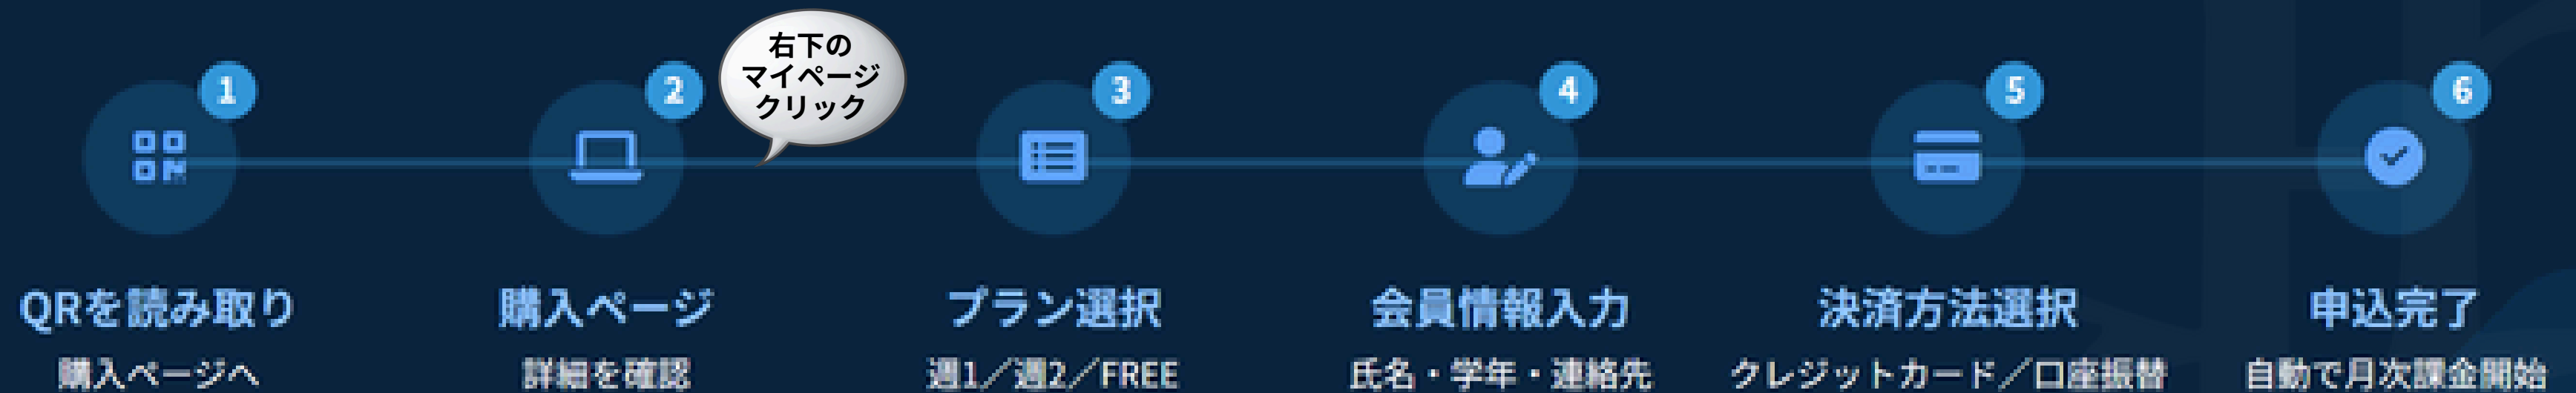 右下の
マイページ
クリック
1
2
3
4
5
6
QRを読み取り
購入ページ
プラン選択
会員情報入力
決済方法選択
申込完了
購入ページへ
詳細を確認
週1／週2／FREE
氏名・学年・連絡先
クレジットカード／口座振替
自動で月次課金開始